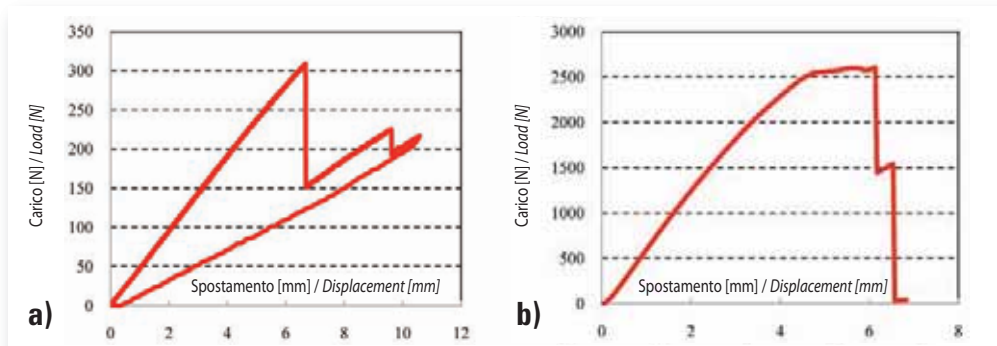 350
300
250
200
150
100
50
0
Carico [N] / Load [N]
Spostamento [mm] / Displacement [mm]
0 2 4 6 8 10 12
a)
3000
2500
2000
1500
1000
500
0
Carico [N] / Load [N]
Spostamento [mm] / Displacement [mm]
0 2 4 6 8
b)